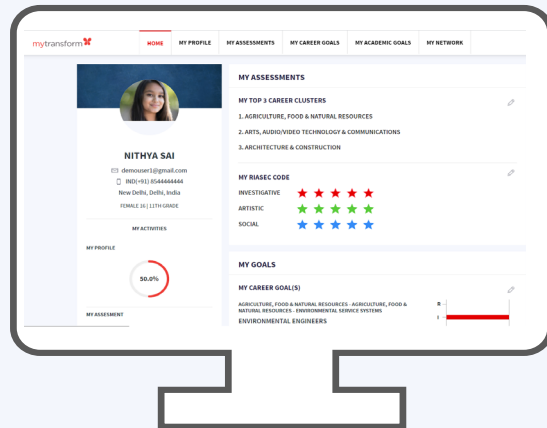 mytransform
HOME MY PROFILE MY ASSESSMENTS MY CAREER GOALS MY ACADEMIC GOALS MY NETWORK
NITHYA SAI
demouser1@gmail.com
IND(+91) 8544444444
New Delhi, Delhi, India
FEMALE 16 | 11TH GRADE
MY ACTIVITIES
MY PROFILE
50.0%
MY ASSESMENT
MY ASSESSMENTS
MY TOP 3 CAREER CLUSTERS
1. AGRICULTURE, FOOD & NATURAL RESOURCES
2. ARTS, AUDIO/VIDEO TECHNOLOGY & COMMUNICATIONS
3. ARCHITECTURE & CONSTRUCTION
MY RIASEC CODE
INVESTIGATIVE
ARTISTIC
SOCIAL
MY GOALS
MY CAREER GOAL(S)
AGRICULTURE, FOOD & NATURAL RESOURCES - AGRICULTURE, FOOD &
NATURAL RESOURCES - ENVIRONMENTAL SERVICE SYSTEMS
ENVIRONMENTAL ENGINEERS
R
I